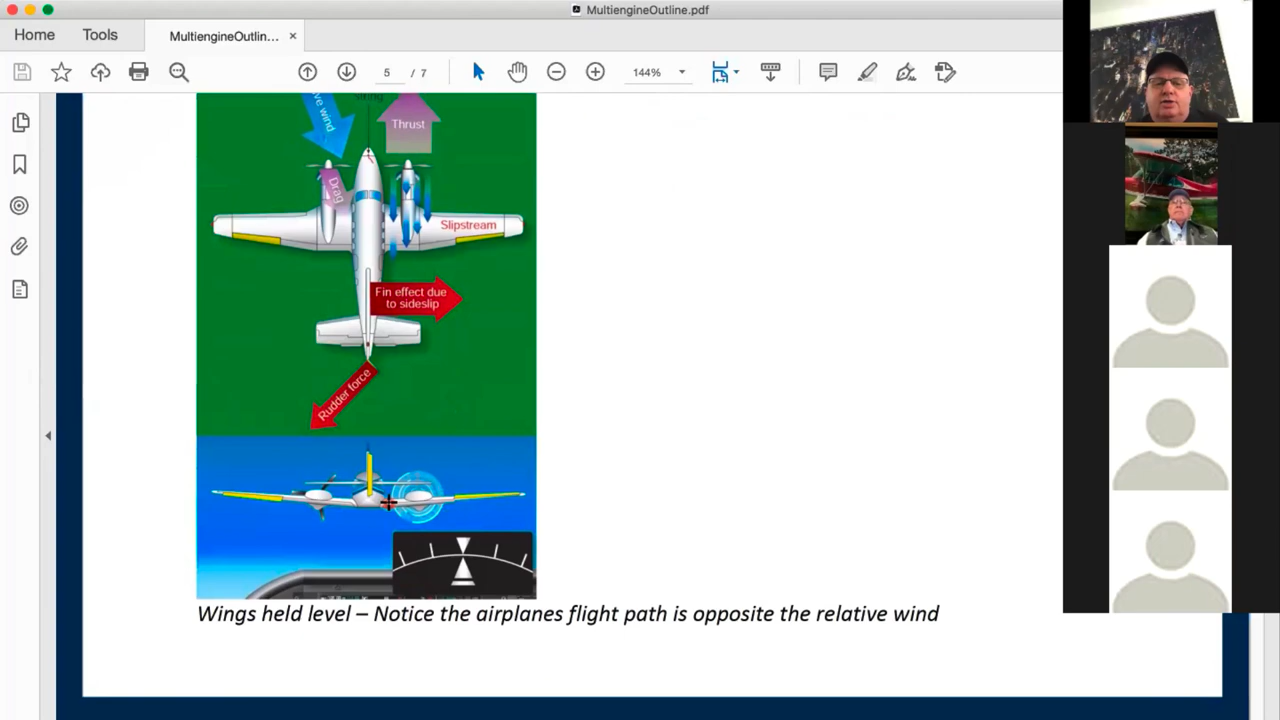 MultiengineOutline.pdf
Home
Tools
MultiengineOutlin...
5
/ 7
144%
Thrust
Drag
Slipstream
Fin effect due
to sideslip
Rudder force
Wings held level – Notice the airplanes flight path is opposite the relative wind